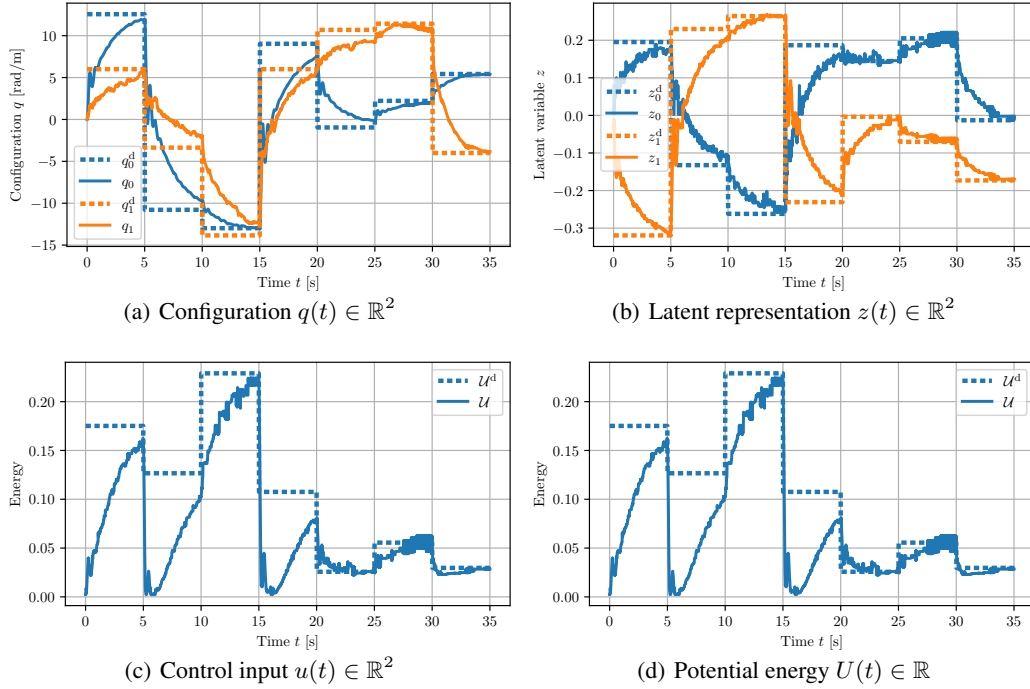 Configuration q [rad/m]
10
5
0
−5
−10
−15
q₀ᵈ
q₀
q₁ᵈ
q₁
0 5 10 15 20 25 30 35
Time t [s]
(a) Configuration q(t) ∈ ℝ²
Latent variable z
0.2
0.1
0.0
−0.1
−0.2
−0.3
z₀ᵈ
z₀
z₁ᵈ
z₁
0 5 10 15 20 25 30 35
Time t [s]
(b) Latent representation z(t) ∈ ℝ²
Energy
0.20
0.15
0.10
0.05
0.00
𝒰ᵈ
𝒰
0 5 10 15 20 25 30 35
Time t [s]
(c) Control input u(t) ∈ ℝ²
Energy
0.20
0.15
0.10
0.05
0.00
𝒰ᵈ
𝒰
0 5 10 15 20 25 30 35
Time t [s]
(d) Potential energy U(t) ∈ ℝ